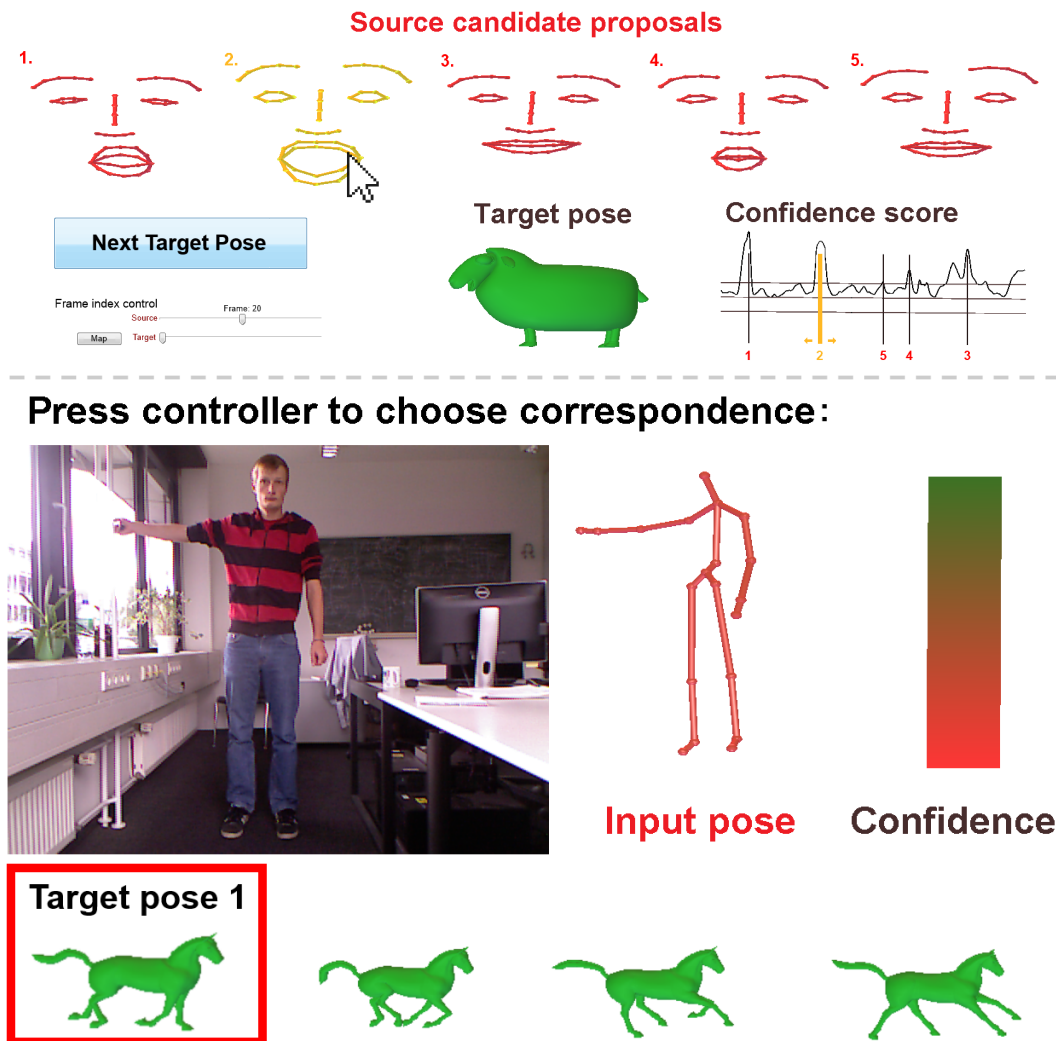 Source candidate proposals
1.
2.
3.
4.
5.
Target pose
Confidence score
Next Target Pose
Frame index control
Frame: 20
Source
Map
Target
1
2
5
4
3
Press controller to choose correspondence:
Input pose
Confidence
Target pose 1